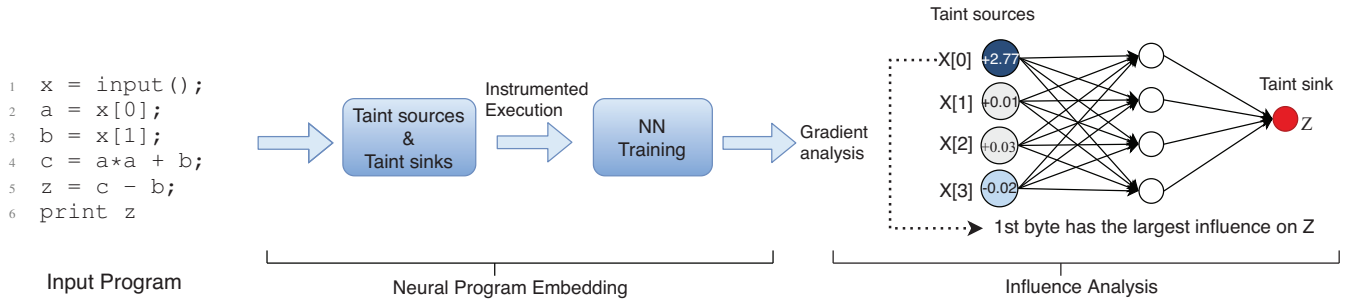 1 x = input();
2 a = x[0];
3 b = x[1];
4 c = a*a + b;
5 z = c - b;
6 print z
Input Program
Taint sources
&
Taint sinks
Instrumented
Execution
NN
Training
Gradient
analysis
Neural Program Embedding
Taint sources
X[0] +2.77
X[1] +0.01
X[2] +0.03
X[3] -0.02
Taint sink
Z
1st byte has the largest influence on Z
Influence Analysis